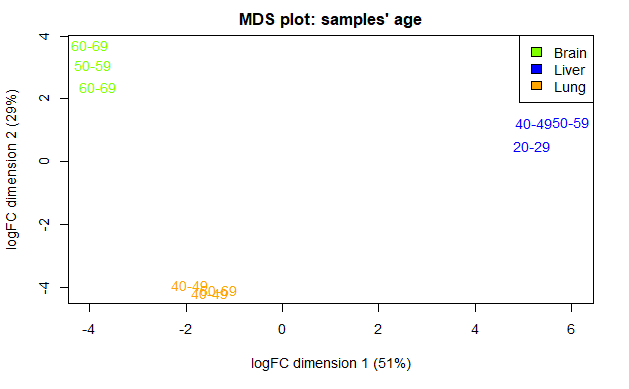 MDS plot: samples' age
logFC dimension 2 (29%)
4
2
0
-2
-4
60-69
50-59
60-69
Brain
Liver
Lung
40-49 50-59
20-29
40-49
60-69
40-49
-4 -2 0 2 4 6
logFC dimension 1 (51%)